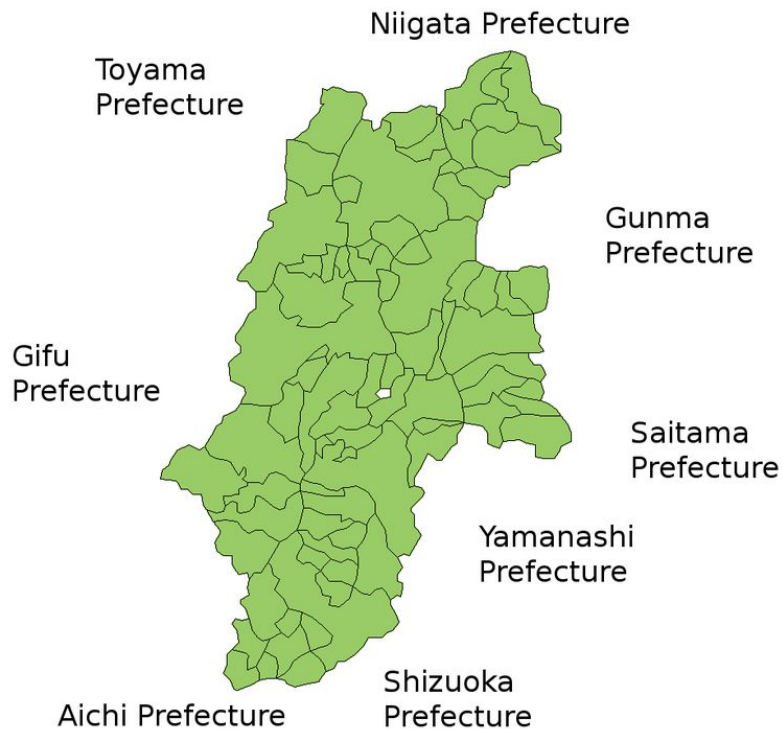 Niigata Prefecture
Toyama
Prefecture
Gunma
Prefecture
Gifu
Prefecture
Saitama
Prefecture
Yamanashi
Prefecture
Shizuoka
Prefecture
Aichi Prefecture